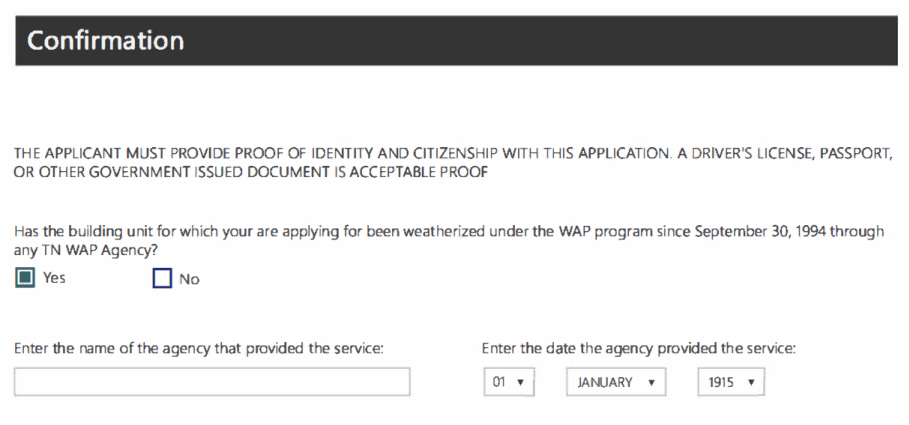 Confirmation
THE APPLICANT MUST PROVIDE PROOF OF IDENTITY AND CITIZENSHIP WITH THIS APPLICATION. A DRIVER'S LICENSE, PASSPORT,
OR OTHER GOVERNMENT ISSUED DOCUMENT IS ACCEPTABLE PROOF
Has the building unit for which your are applying for been weatherized under the WAP program since September 30, 1994 through
any TN WAP Agency?
Yes No
Enter the name of the agency that provided the service: Enter the date the agency provided the service:
01 JANUARY 1915